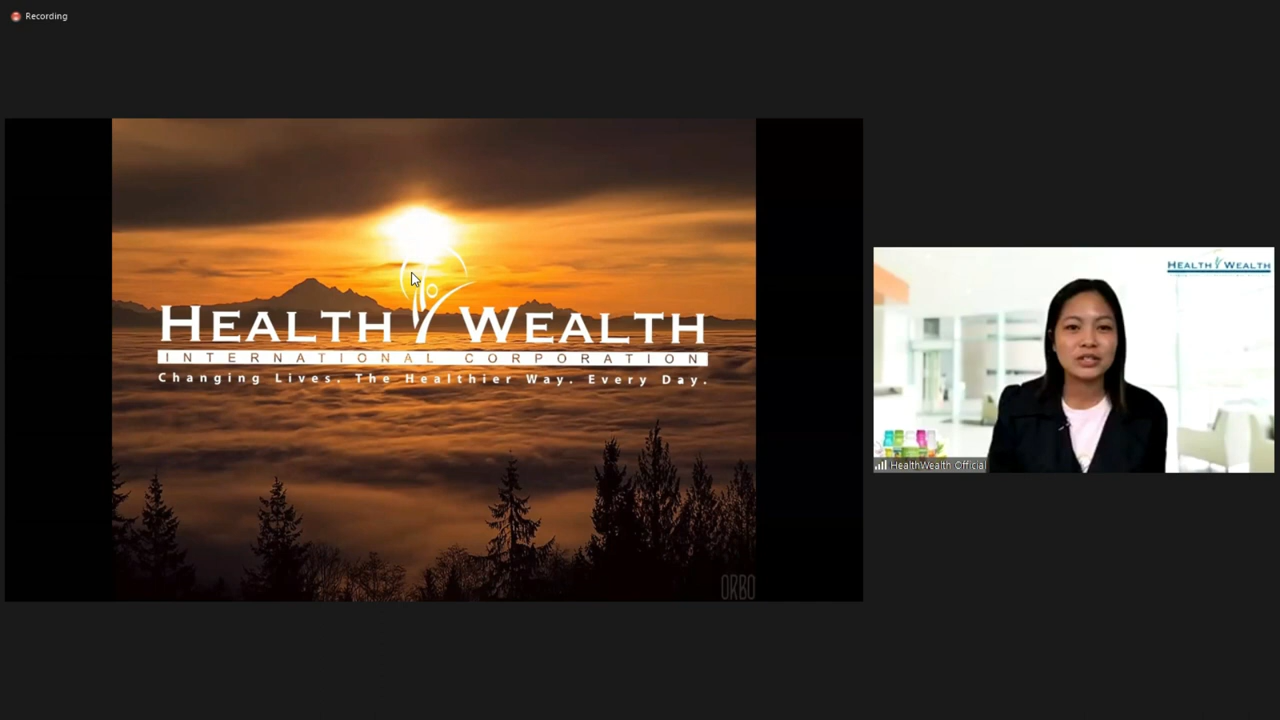 Recording
HEALTH WEALTH
INTERNATIONAL CORPORATION
Changing Lives. The Healthier Way. Every Day.
ORBO
HEALTH WEALTH
HealthWealth Official